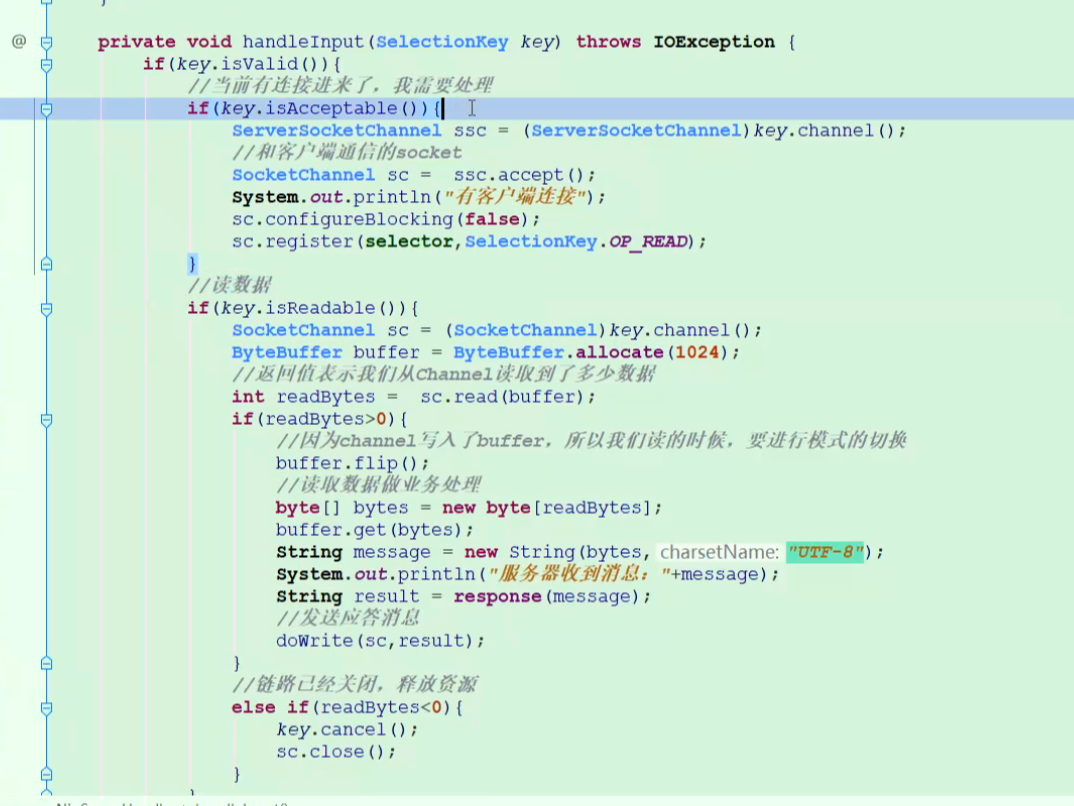 }
@
private void handleInput(SelectionKey key) throws IOException {
if(key.isValid()){
//当前有连接进来了，我需要处理
if(key.isAcceptable()){
ServerSocketChannel ssc = (ServerSocketChannel)key.channel();
//和客户端通信的socket
SocketChannel sc =  ssc.accept();
System.out.println("有客户端连接");
sc.configureBlocking(false);
sc.register(selector,SelectionKey.OP_READ);
}
//读数据
if(key.isReadable()){
SocketChannel sc = (SocketChannel)key.channel();
ByteBuffer buffer = ByteBuffer.allocate(1024);
//返回值表示我们从Channel读取到了多少数据
int readBytes =  sc.read(buffer);
if(readBytes>0){
//因为channel写入了buffer，所以我们读的时候，要进行模式的切换
buffer.flip();
//读取数据做业务处理
byte[] bytes = new byte[readBytes];
buffer.get(bytes);
String message = new String(bytes, charsetName: "UTF-8");
System.out.println("服务器收到消息："+message);
String result = response(message);
//发送应答消息
doWrite(sc,result);
}
//链路已经关闭，释放资源
else if(readBytes<0){
key.cancel();
sc.close();
}
}